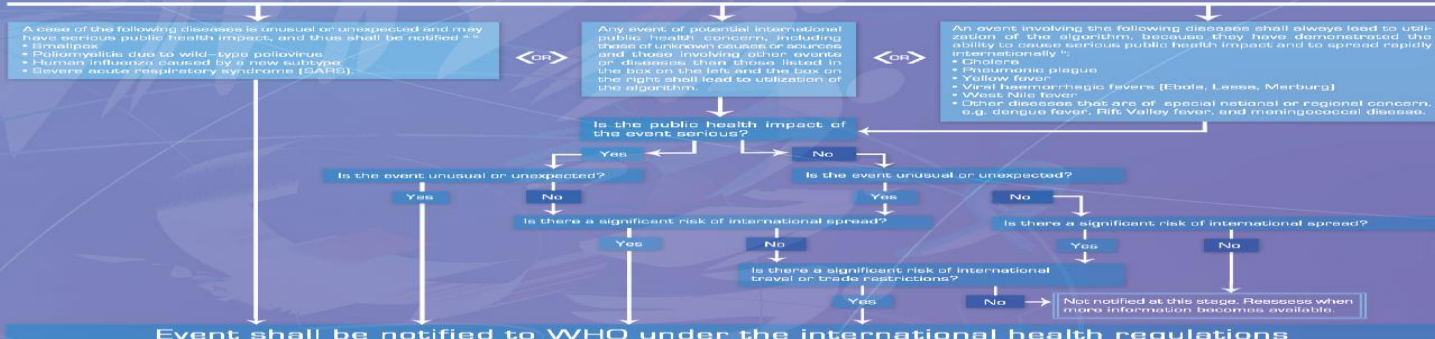 A case of the following diseases is unusual or unexpected and may
have serious public health impact, and thus shall be notified
• Smallpox
• Poliomyelitis due to wild-type poliovirus
• Human influenza caused by a new subtype
• Severe acute respiratory syndrome [SARS].
OR
Any event of potential international
public health concern, including
those of unknown causes or sources
and those involving other events
or diseases than those listed in
the box on the left and the box on
the right shall lead to utilization of
the algorithm.
OR
An event involving the following diseases shall always lead to utili-
zation of the algorithm, because they have demonstrated the
ability to cause serious public health impact and to spread rapidly
internationally
• Cholera
• Pneumonic plague
• Yellow fever
• Viral haemorrhagic fevers [Ebola, Lassa, Marburg]
• West Nile fever
• Other diseases that are of special national or regional concern,
e.g. dengue fever, Rift Valley fever, and meningococcal disease.
Is the public health impact of
the event serious?
Yes
No
Is the event unusual or unexpected?
Is the event unusual or unexpected?
Yes
No
Yes
No
Is there a significant risk of international spread?
Is there a significant risk of international spread?
Yes
No
Yes
No
Is there a significant risk of international
travel or trade restrictions?
Yes
No
Not notified at this stage. Reassess when
more information becomes available.
Event shall be notified to WHO under the international health regulations